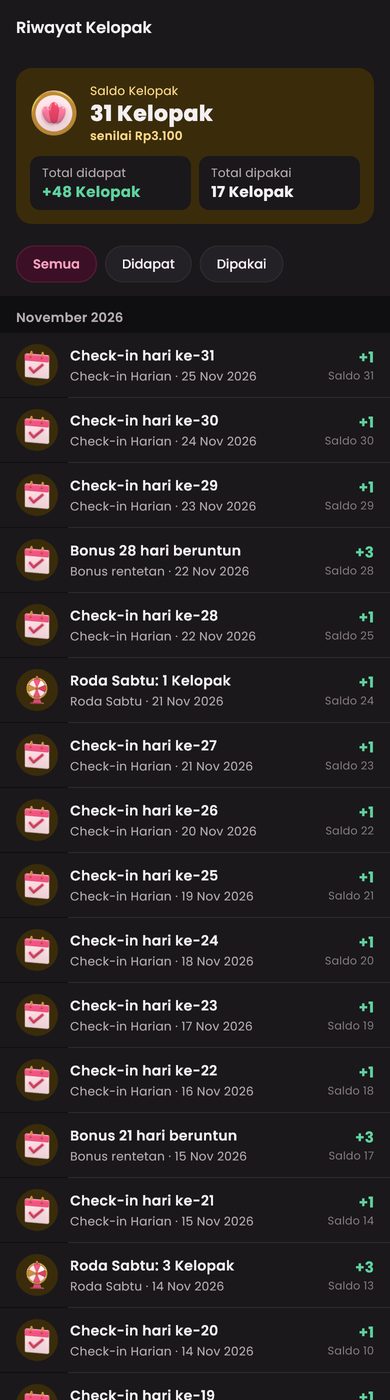 Riwayat Kelopak
Saldo Kelopak
31 Kelopak
senilai Rp3.100
Total didapat
+48 Kelopak
Total dipakai
17 Kelopak
Semua
Didapat
Dipakai
November 2026
Check-in hari ke-31
+1
Check-in Harian · 25 Nov 2026
Saldo 31
Check-in hari ke-30
+1
Check-in Harian · 24 Nov 2026
Saldo 30
Check-in hari ke-29
+1
Check-in Harian · 23 Nov 2026
Saldo 29
Bonus 28 hari beruntun
+3
Bonus rentetan · 22 Nov 2026
Saldo 28
Check-in hari ke-28
+1
Check-in Harian · 22 Nov 2026
Saldo 25
Roda Sabtu: 1 Kelopak
+1
Roda Sabtu · 21 Nov 2026
Saldo 24
Check-in hari ke-27
+1
Check-in Harian · 21 Nov 2026
Saldo 23
Check-in hari ke-26
+1
Check-in Harian · 20 Nov 2026
Saldo 22
Check-in hari ke-25
+1
Check-in Harian · 19 Nov 2026
Saldo 21
Check-in hari ke-24
+1
Check-in Harian · 18 Nov 2026
Saldo 20
Check-in hari ke-23
+1
Check-in Harian · 17 Nov 2026
Saldo 19
Check-in hari ke-22
+1
Check-in Harian · 16 Nov 2026
Saldo 18
Bonus 21 hari beruntun
+3
Bonus rentetan · 15 Nov 2026
Saldo 17
Check-in hari ke-21
+1
Check-in Harian · 15 Nov 2026
Saldo 14
Roda Sabtu: 3 Kelopak
+3
Roda Sabtu · 14 Nov 2026
Saldo 13
Check-in hari ke-20
+1
Check-in Harian · 14 Nov 2026
Saldo 10
Check-in hari ke-19
+1